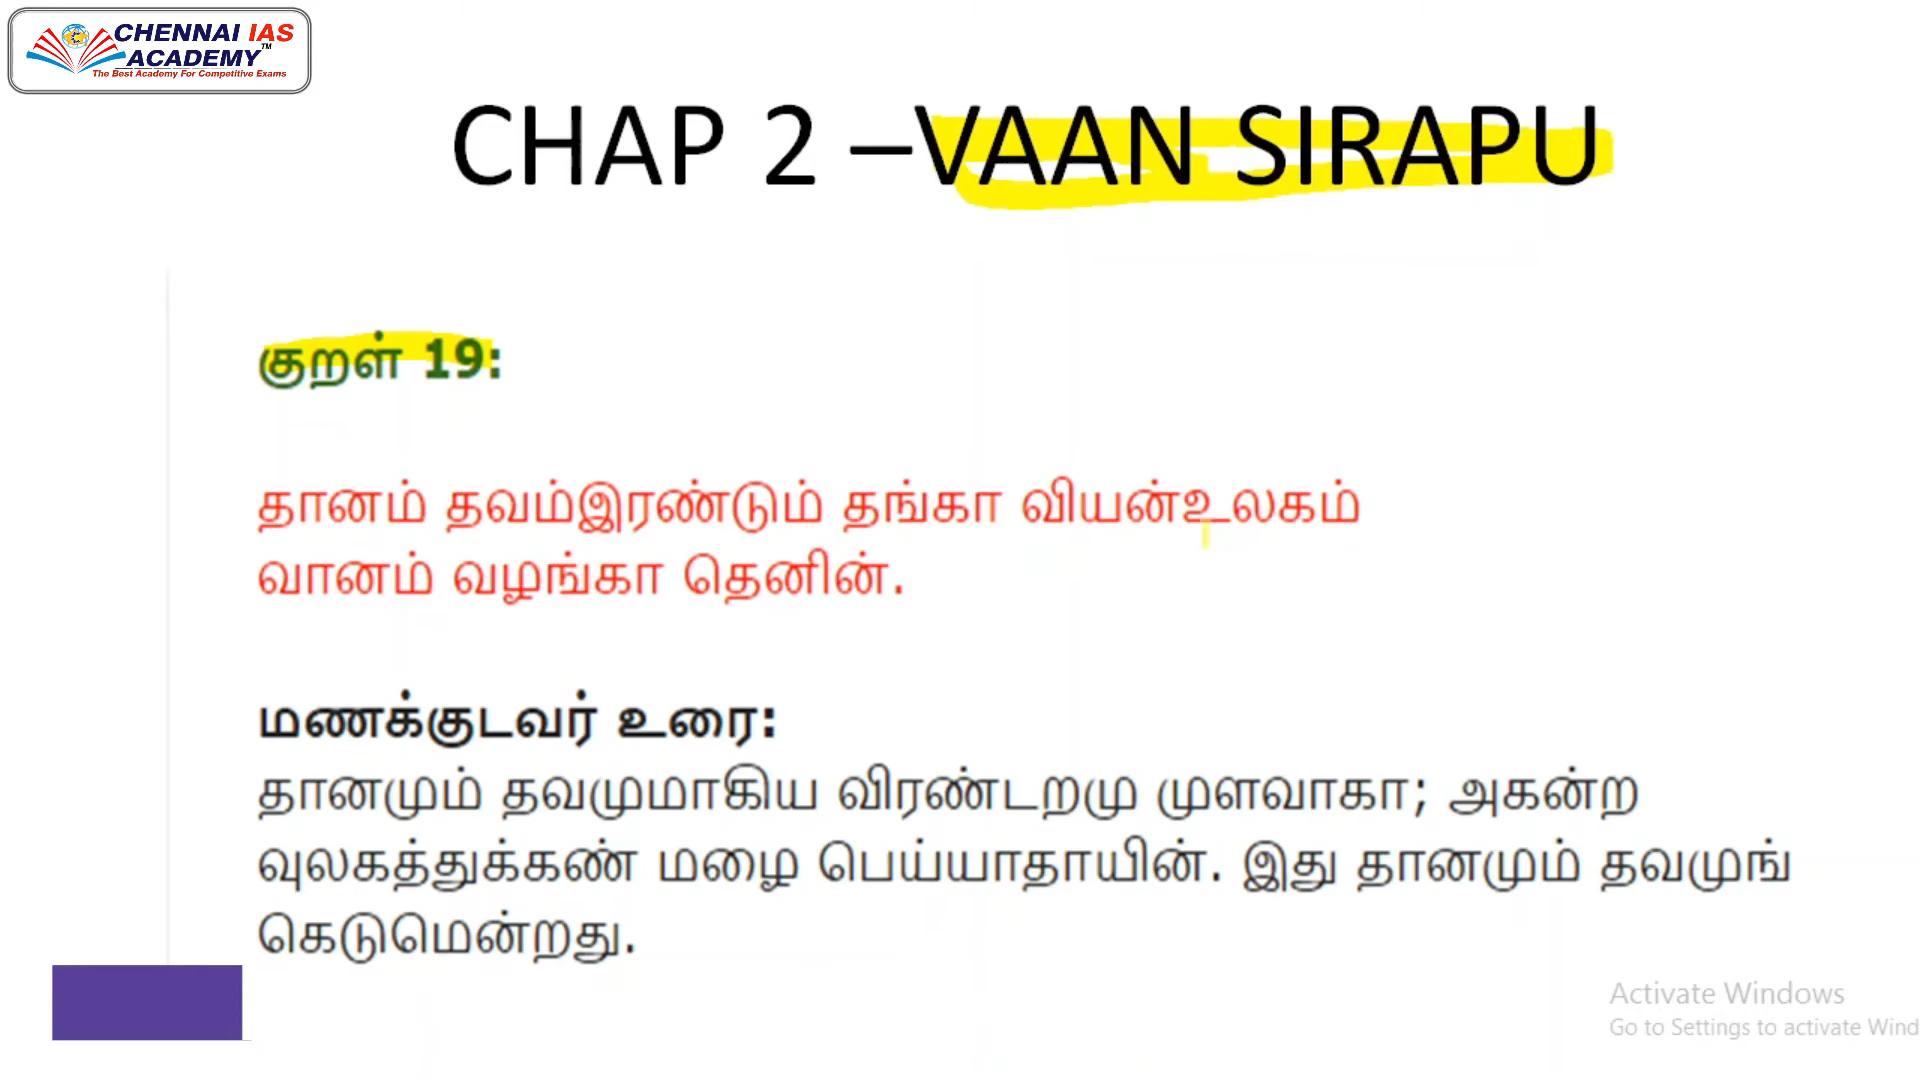 CHENNAI IAS
ACADEMY™
The Best Academy For Competitive Exams
CHAP 2 –VAAN SIRAPU
குறள் 19:
தானம் தவம்இரண்டும் தங்கா வியன்உலகம்
வானம் வழங்கா தெனின்.
மணக்குடவர் உரை:
தானமும் தவமுமாகிய விரண்டறமு முளவாகா; அகன்ற
வுலகத்துக்கண் மழை பெய்யாதாயின். இது தானமும் தவமுங்
கெடுமென்றது.
Activate Windows
Go to Settings to activate Wind